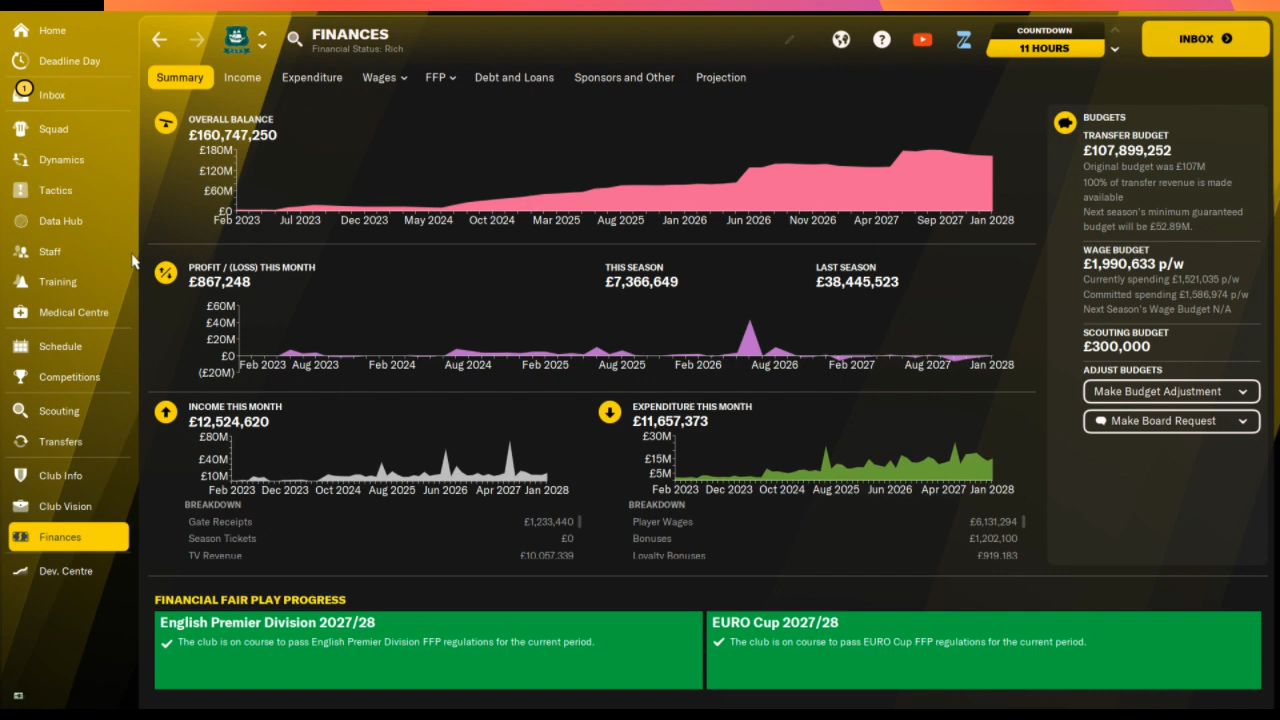 Home
Deadline Day
1
Inbox
Squad
Dynamics
Tactics
Data Hub
Staff
Training
Medical Centre
Schedule
Competitions
Scouting
Transfers
Club Info
Club Vision
Finances
Dev. Centre
FINANCES
Financial Status: Rich
?
COUNTDOWN
11 HOURS
INBOX
Summary
Income
Expenditure
Wages
FFP
Debt and Loans
Sponsors and Other
Projection
OVERALL BALANCE
£160,747,250
£180M
£120M
£60M
£0
Feb 2023 Jul 2023 Dec 2023 May 2024 Oct 2024 Mar 2025 Aug 2025 Jan 2026 Jun 2026 Nov 2026 Apr 2027 Sep 2027 Jan 2028
PROFIT / (LOSS) THIS MONTH
£867,248
THIS SEASON
£7,366,649
LAST SEASON
£38,445,523
£60M
£40M
£20M
£0
(£20M)
Feb 2023 Aug 2023 Feb 2024 Aug 2024 Feb 2025 Aug 2025 Feb 2026 Aug 2026 Feb 2027 Aug 2027 Jan 2028
INCOME THIS MONTH
£12,524,620
£80M
£40M
£10M
Feb 2023 Dec 2023 Oct 2024 Aug 2025 Jun 2026 Apr 2027 Jan 2028
BREAKDOWN
Gate Receipts £1,233,440
Season Tickets £0
TV Revenue £10,057,339
EXPENDITURE THIS MONTH
£11,657,373
£30M
£15M
£5M
Feb 2023 Dec 2023 Oct 2024 Aug 2025 Jun 2026 Apr 2027 Jan 2028
BREAKDOWN
Player Wages £6,131,294
Bonuses £1,202,100
Loyalty Bonuses £919,183
BUDGETS
TRANSFER BUDGET
£107,899,252
Original budget was £107M
100% of transfer revenue is made
available
Next season's minimum guaranteed
budget will be £52.89M.
WAGE BUDGET
£1,990,633 p/w
Currently spending £1,521,035 p/w
Committed spending £1,586,974 p/w
Next Season's Wage Budget N/A
SCOUTING BUDGET
£300,000
ADJUST BUDGETS
Make Budget Adjustment
Make Board Request
FINANCIAL FAIR PLAY PROGRESS
English Premier Division 2027/28
The club is on course to pass English Premier Division FFP regulations for the current period.
EURO Cup 2027/28
The club is on course to pass EURO Cup FFP regulations for the current period.